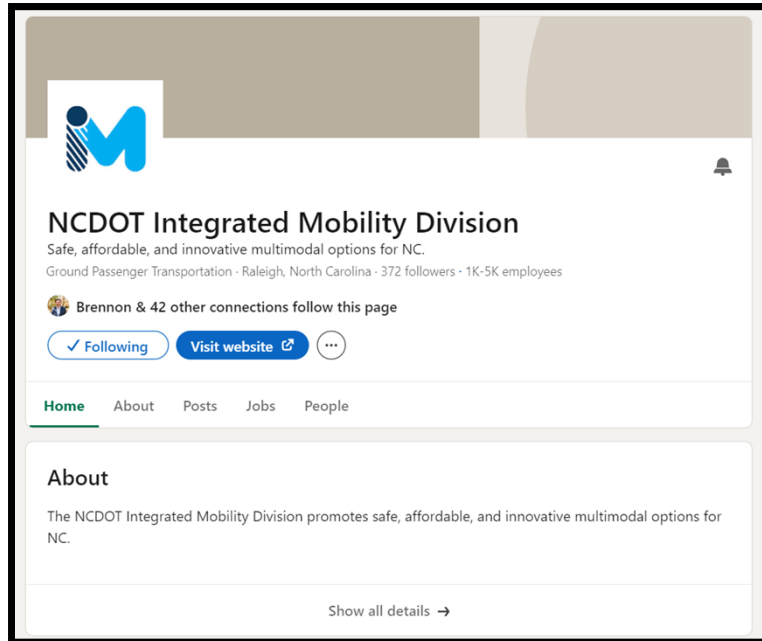 iM
NCDOT Integrated Mobility Division
Safe, affordable, and innovative multimodal options for NC.
Ground Passenger Transportation · Raleigh, North Carolina · 372 followers · 1K-5K employees
Brennon & 42 other connections follow this page
Following Visit website
Home About Posts Jobs People
About
The NCDOT Integrated Mobility Division promotes safe, affordable, and innovative multimodal options for
NC.
Show all details →